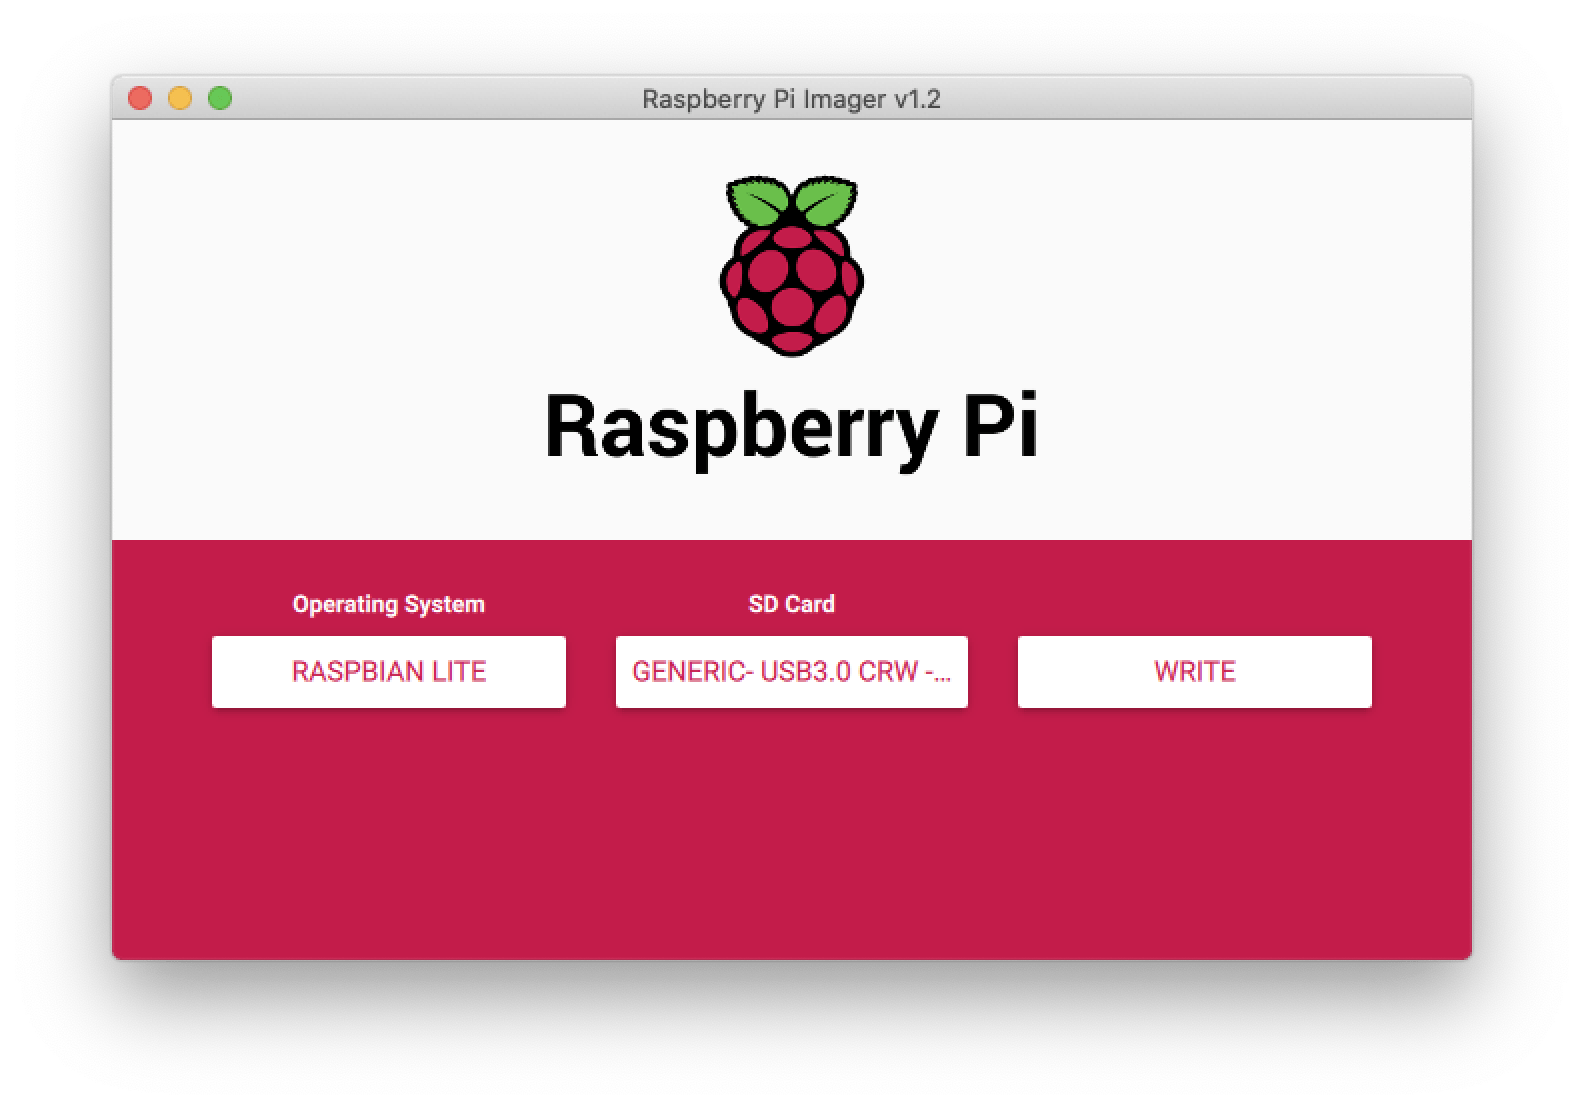 Raspberry Pi Imager v1.2
Raspberry Pi
Operating System
SD Card
RASPBIAN LITE
GENERIC- USB3.0 CRW -...
WRITE